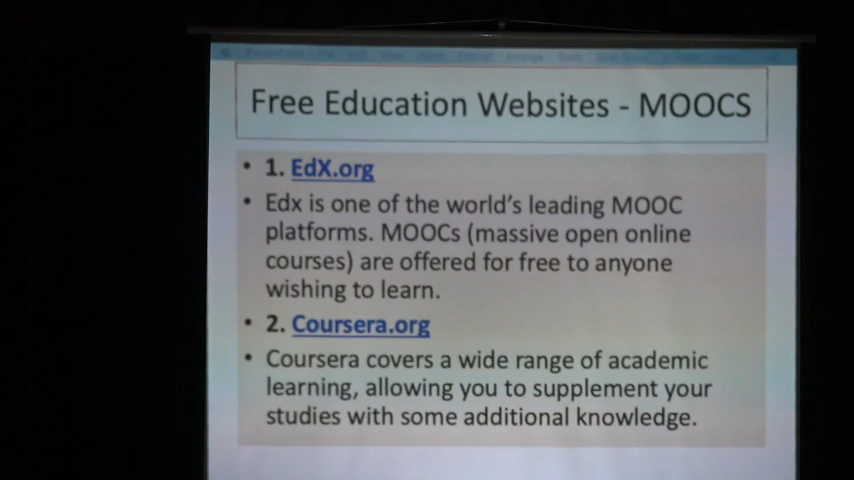 Free Education Websites - MOOCS
• 1. EdX.org
• Edx is one of the world's leading MOOC
platforms. MOOCs (massive open online
courses) are offered for free to anyone
wishing to learn.
• 2. Coursera.org
• Coursera covers a wide range of academic
learning, allowing you to supplement your
studies with some additional knowledge.